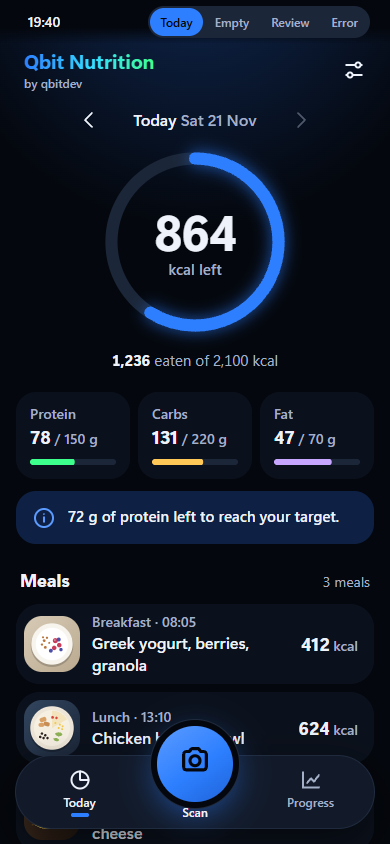 19:40
Today Empty Review Error
Qbit Nutrition
by qbitdev
Today Sat 21 Nov
864
kcal left
1,236 eaten of 2,100 kcal
Protein
78 / 150 g
Carbs
131 / 220 g
Fat
47 / 70 g
72 g of protein left to reach your target.
Meals
3 meals
Breakfast · 08:05
Greek yogurt, berries,
granola
412 kcal
Lunch · 13:10
Chicken
624 kcal
Today
Scan
Progress
cheese